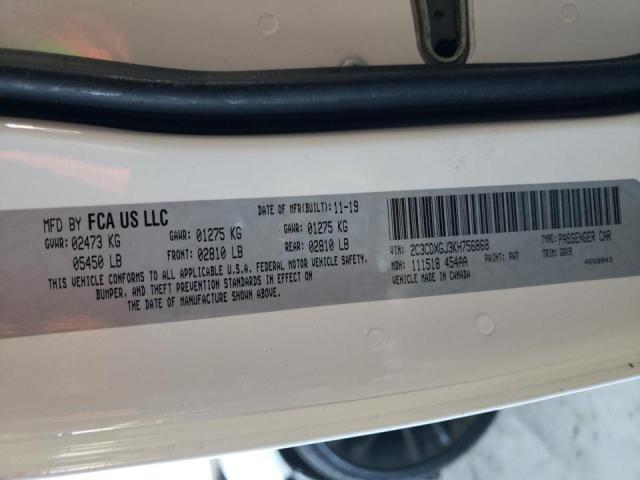 MFD BY FCA US LLC
DATE OF MFR(BUILT): 11-19
GVWR: 02473 KG
GAWR: 01275 KG
GAWR: 01275 KG
05450 LB
FRONT: 02810 LB
REAR: 02810 LB
THIS VEHICLE CONFORMS TO ALL APPLICABLE U.S.A. FEDERAL MOTOR VEHICLE SAFETY,
BUMPER, AND THEFT PREVENTION STANDARDS IN EFFECT ON
THE DATE OF MANUFACTURE SHOWN ABOVE.
VIN: 2C3CDXGJ3KH756868
TYPE: PASSENGER CAR
MDH: 111510 454AA
PAINT: PW7
TRIM:
VEHICLE MADE IN CANADA